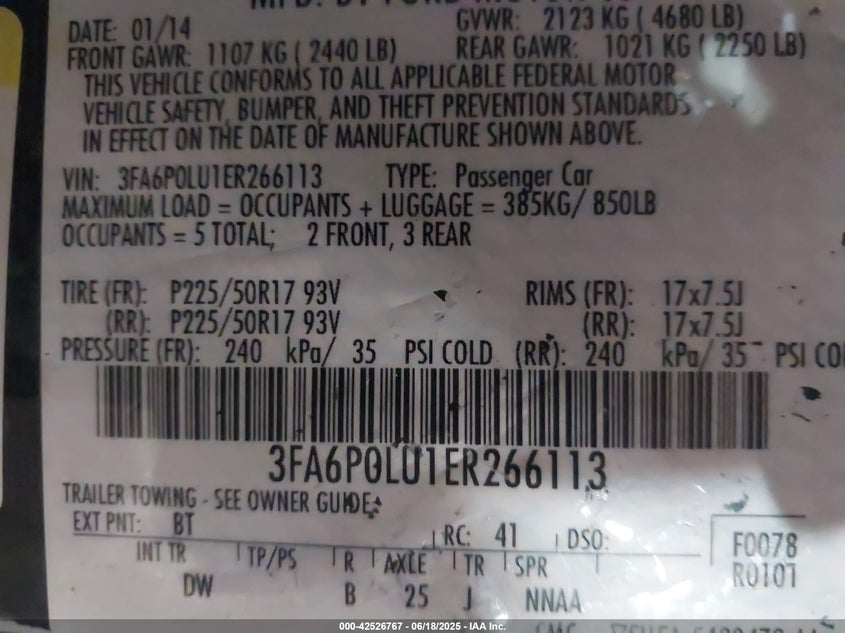 DATE: 01/14
GVWR: 2123 KG ( 4680 LB)
FRONT GAWR: 1107 KG ( 2440 LB)
REAR GAWR: 1021 KG ( 2250 LB)
THIS VEHICLE CONFORMS TO ALL APPLICABLE FEDERAL MOTOR
VEHICLE SAFETY, BUMPER, AND THEFT PREVENTION STANDARDS
IN EFFECT ON THE DATE OF MANUFACTURE SHOWN ABOVE.
VIN: 3FA6P0LU1ER266113 TYPE: Passenger Car
MAXIMUM LOAD = OCCUPANTS + LUGGAGE = 385KG/ 850LB
OCCUPANTS = 5 TOTAL; 2 FRONT, 3 REAR
TIRE (FR): P225/50R17 93V RIMS (FR): 17x7.5J
(RR): P225/50R17 93V (RR): 17x7.5J
PRESSURE (FR): 240 kPa/ 35 PSI COLD (RR): 240 kPa/ 35 PSI
3FA6P0LU1ER266113
TRAILER TOWING - SEE OWNER GUIDE
EXT PNT: BT RC: 41 DSO:
F0078
R0101
INT TR TP/PS R AXLE TR SPR
DW B 25 J NNAA
000-42526767 - 06/18/2025 - IAA Inc.